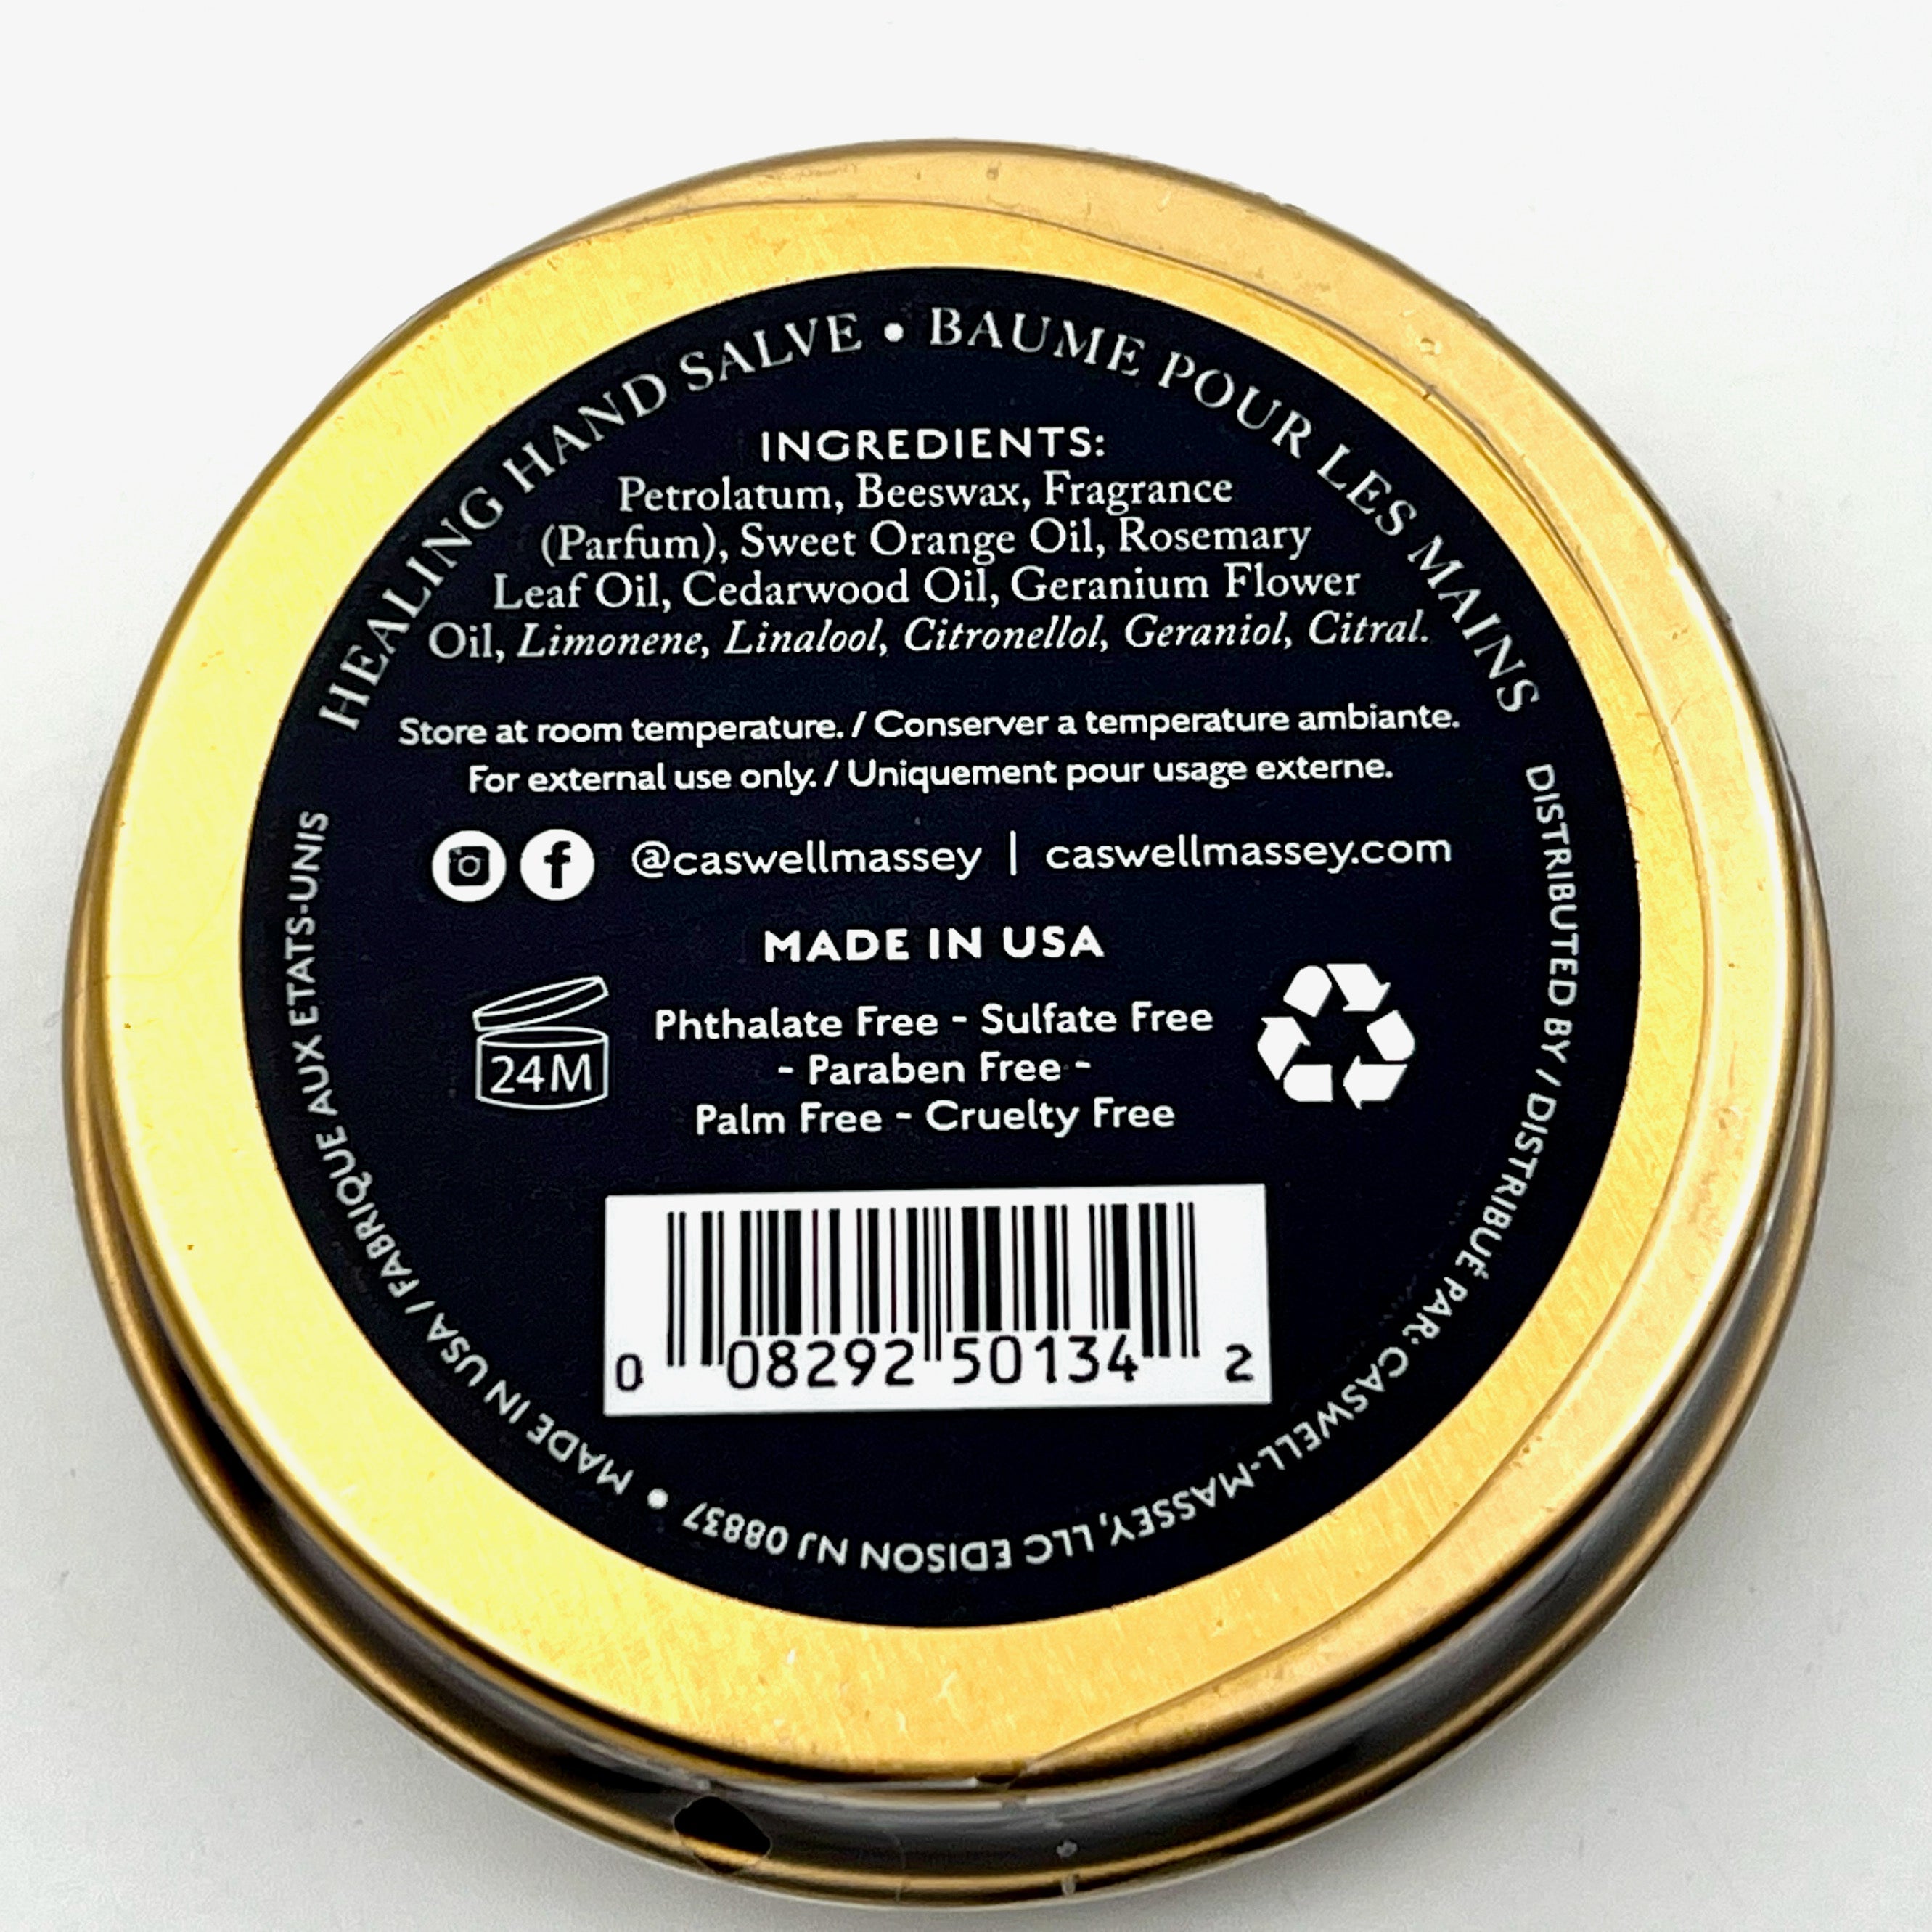 HEALING HAND SALVE • BAUME POUR LES MAINS
INGREDIENTS:
Petrolatum, Beeswax, Fragrance
(Parfum), Sweet Orange Oil, Rosemary
Leaf Oil, Cedarwood Oil, Geranium Flower
Oil, Limonene, Linalool, Citronellol, Geraniol, Citral.
Store at room temperature. / Conserver a temperature ambiante.
For external use only. / Uniquement pour usage externe.
@caswellmassey | caswellmassey.com
MADE IN USA
24M
Phthalate Free - Sulfate Free
- Paraben Free -
Palm Free - Cruelty Free
0 08292 50134 2
DISTRIBUTED BY / DISTRIBUÉ PAR: CASWELL-MASSEY, LLC EDISON NJ 08837 • MADE IN USA / FABRIQUE AUX ETATS-UNIS